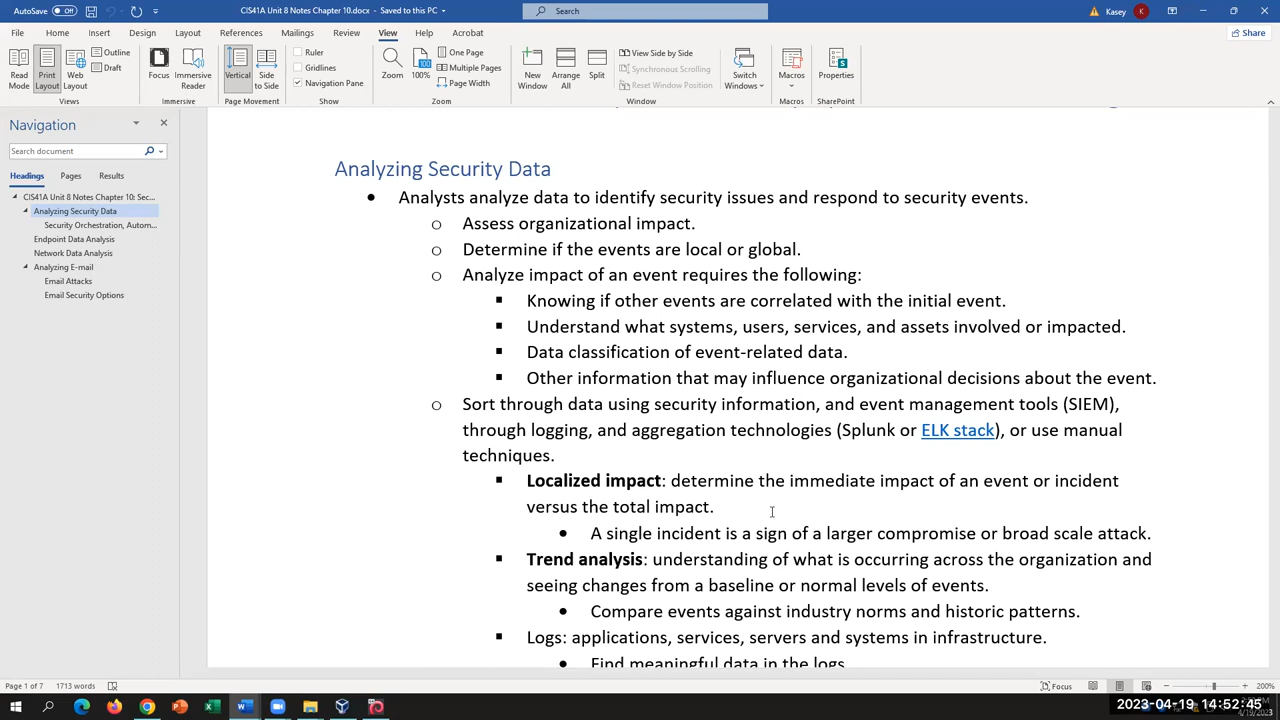 AutoSave Off CIS41A Unit 8 Notes Chapter 10.docx - Saved to this PC Search Kasey K
File Home Insert Draw Design Layout References Mailings Review View Help Acrobat Share
Read Mode Print Layout Web Layout Outline Draft Focus Immersive Reader Vertical Side to Side Ruler Gridlines Navigation Pane Zoom 100 100% One Page Multiple Pages Page Width New Window Arrange All Split View Side by Side Synchronous Scrolling Reset Window Position Switch Windows Macros Properties
Views Immersive Page Movement Show Zoom Window Macros SharePoint
Navigation
Search document
Headings Pages Results
CIS41A Unit 8 Notes Chapter 10: Sec...
Analyzing Security Data
Security Orchestration, Autom...
Endpoint Data Analysis
Network Data Analysis
Analyzing E-mail
Email Attacks
Email Security Options
Analyzing Security Data
• Analysts analyze data to identify security issues and respond to security events.
o Assess organizational impact.
o Determine if the events are local or global.
o Analyze impact of an event requires the following:
▪ Knowing if other events are correlated with the initial event.
▪ Understand what systems, users, services, and assets involved or impacted.
▪ Data classification of event-related data.
▪ Other information that may influence organizational decisions about the event.
o Sort through data using security information, and event management tools (SIEM),
through logging, and aggregation technologies (Splunk or ELK stack), or use manual
techniques.
▪ Localized impact: determine the immediate impact of an event or incident
versus the total impact.
• A single incident is a sign of a larger compromise or broad scale attack.
▪ Trend analysis: understanding of what is occurring across the organization and
seeing changes from a baseline or normal levels of events.
• Compare events against industry norms and historic patterns.
▪ Logs: applications, services, servers and systems in infrastructure.
• Find meaningful data in the logs.
Page 1 of 7 1713 words Focus 200%
2023-04-19 14:52:45
4/19/2023